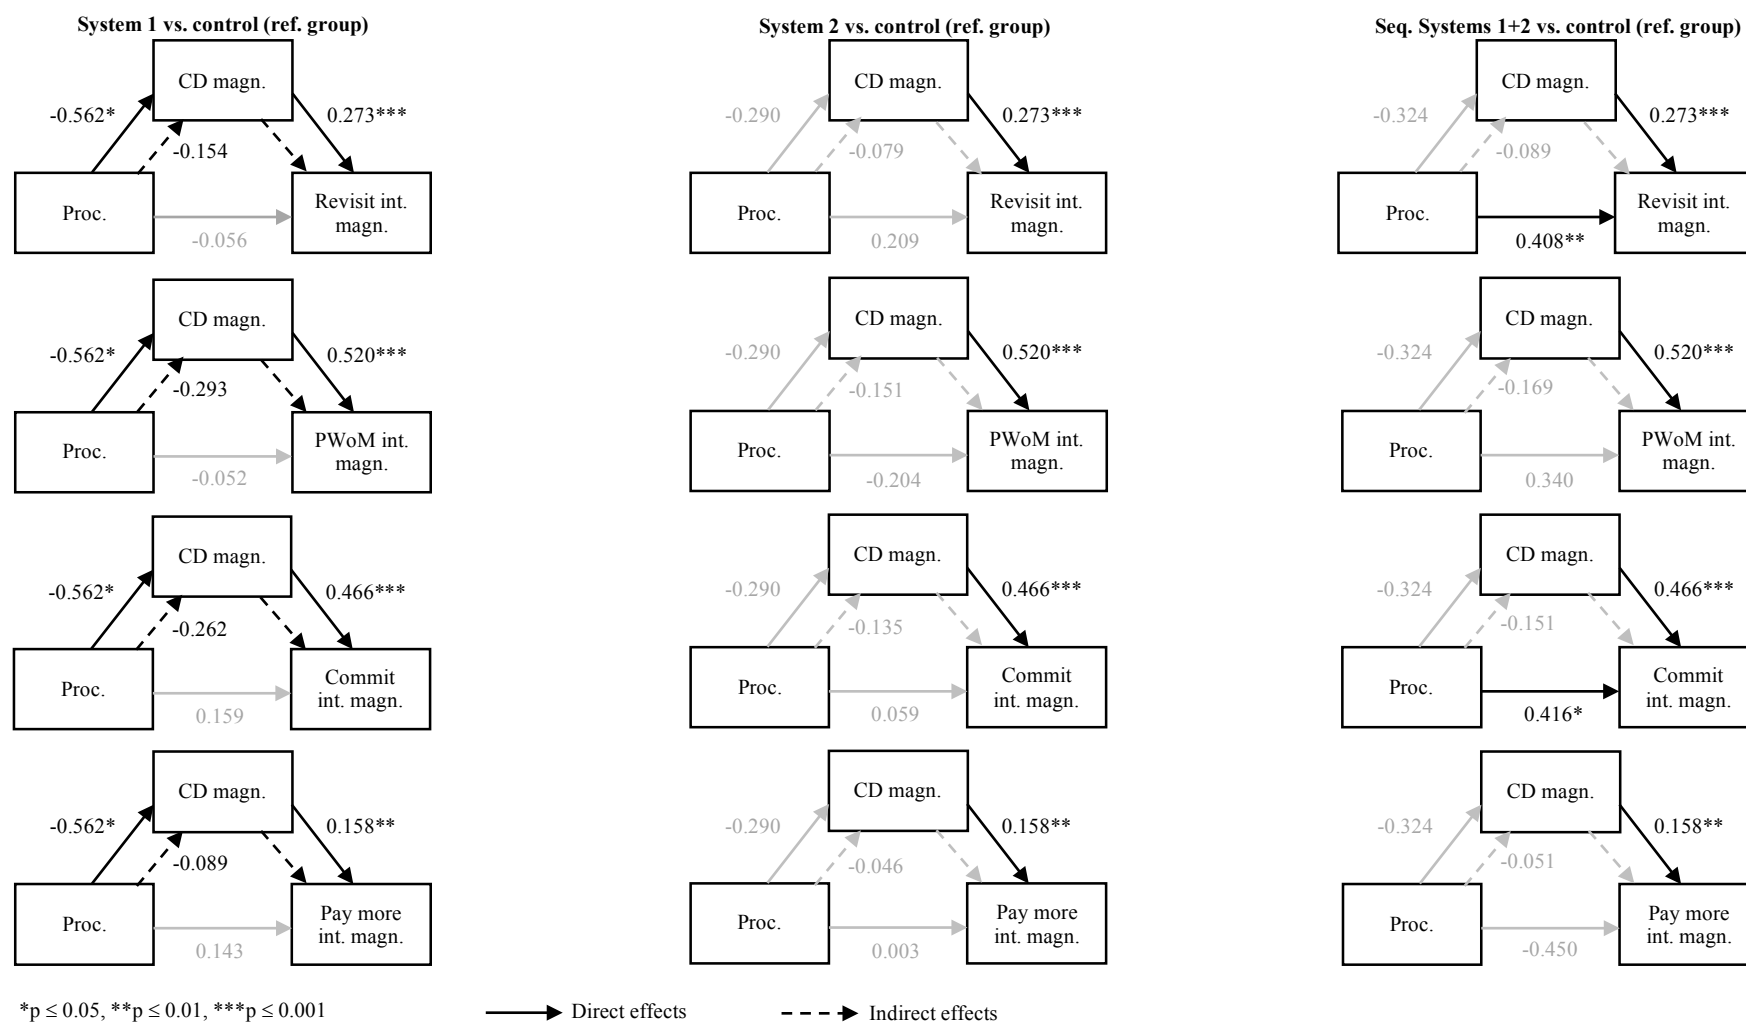 System 1 vs. control (ref. group)
CD magn.
-0.562*
0.273***
-0.154
Proc.
Revisit int.
magn.
-0.056
CD magn.
-0.562*
0.520***
-0.293
Proc.
PWoM int.
magn.
-0.052
CD magn.
-0.562*
0.466***
-0.262
Proc.
Commit
int. magn.
0.159
CD magn.
-0.562*
0.158**
-0.089
Proc.
Pay more
int. magn.
0.143
System 2 vs. control (ref. group)
CD magn.
-0.290
0.273***
-0.079
Proc.
Revisit int.
magn.
0.209
CD magn.
-0.290
0.520***
-0.151
Proc.
PWoM int.
magn.
-0.204
CD magn.
-0.290
0.466***
-0.135
Proc.
Commit
int. magn.
0.059
CD magn.
-0.290
0.158**
-0.046
Proc.
Pay more
int. magn.
0.003
Seq. Systems 1+2 vs. control (ref. group)
CD magn.
-0.324
0.273***
-0.089
Proc.
Revisit int.
magn.
0.408**
CD magn.
-0.324
0.520***
-0.169
Proc.
PWoM int.
magn.
0.340
CD magn.
-0.324
0.466***
-0.151
Proc.
Commit
int. magn.
0.416*
CD magn.
-0.324
0.158**
-0.051
Proc.
Pay more
int. magn.
-0.450
*p ≤ 0.05, **p ≤ 0.01, ***p ≤ 0.001
Direct effects
Indirect effects